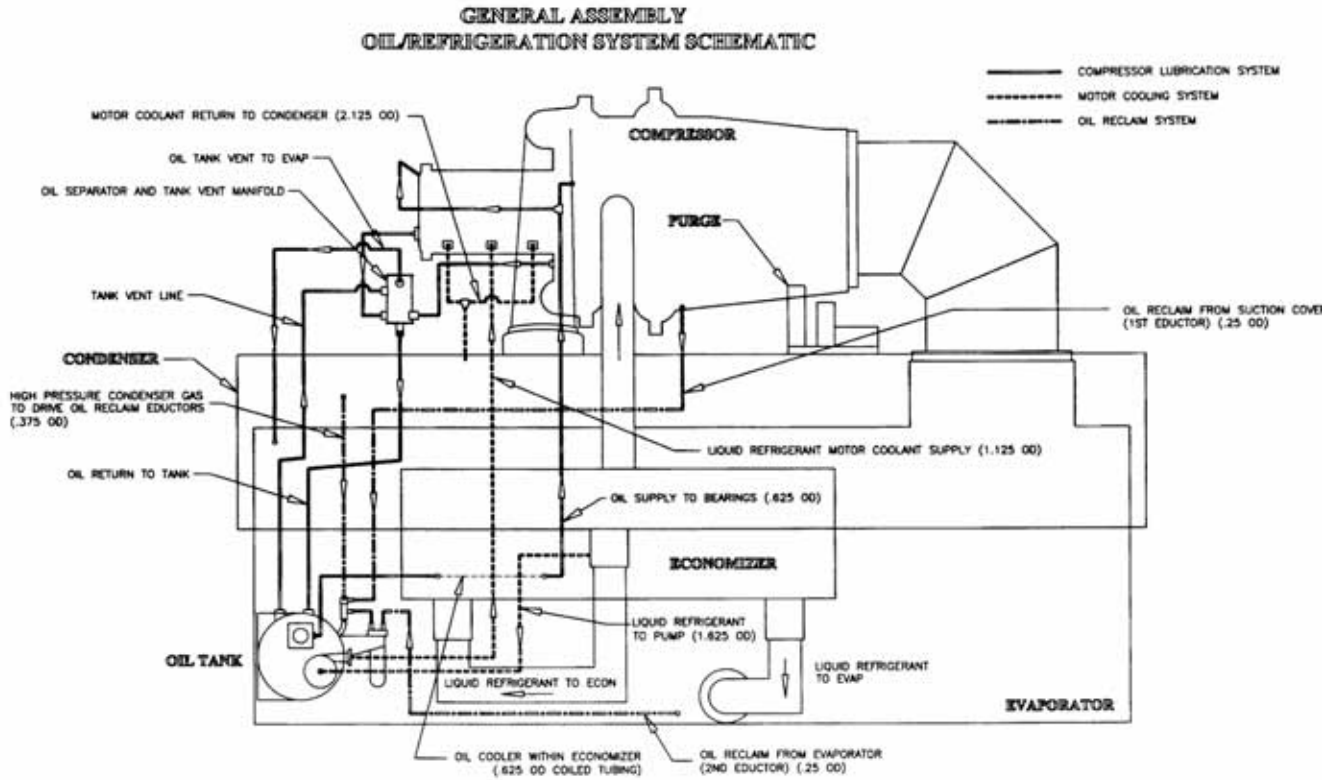 GENERAL ASSEMBLY
OIL/REFRIGERATION SYSTEM SCHEMATIC
COMPRESSOR LUBRICATION SYSTEM
MOTOR COOLING SYSTEM
OIL RECLAIM SYSTEM
MOTOR COOLANT RETURN TO CONDENSER (2.125 OD)
COMPRESSOR
OIL TANK VENT TO EVAP
OIL SEPARATOR AND TANK VENT MANIFOLD
PURGE
TANK VENT LINE
OIL RECLAIM FROM SUCTION COVER
(1ST EDUCTOR) (.25 OD)
CONDENSER
HIGH PRESSURE CONDENSER GAS
TO DRIVE OIL RECLAIM EDUCTORS
(.375 OD)
LIQUID REFRIGERANT MOTOR COOLANT SUPPLY (1.125 OD)
OIL RETURN TO TANK
OIL SUPPLY TO BEARINGS (.625 OD)
ECONOMIZER
LIQUID REFRIGERANT
TO PUMP (1.625 OD)
OIL TANK
LIQUID REFRIGERANT TO ECON
LIQUID REFRIGERANT
TO EVAP
EVAPORATOR
OIL COOLER WITHIN ECONOMIZER
(.625 OD COILED TUBING)
OIL RECLAIM FROM EVAPORATOR
(2ND EDUCTOR) (.25 OD)